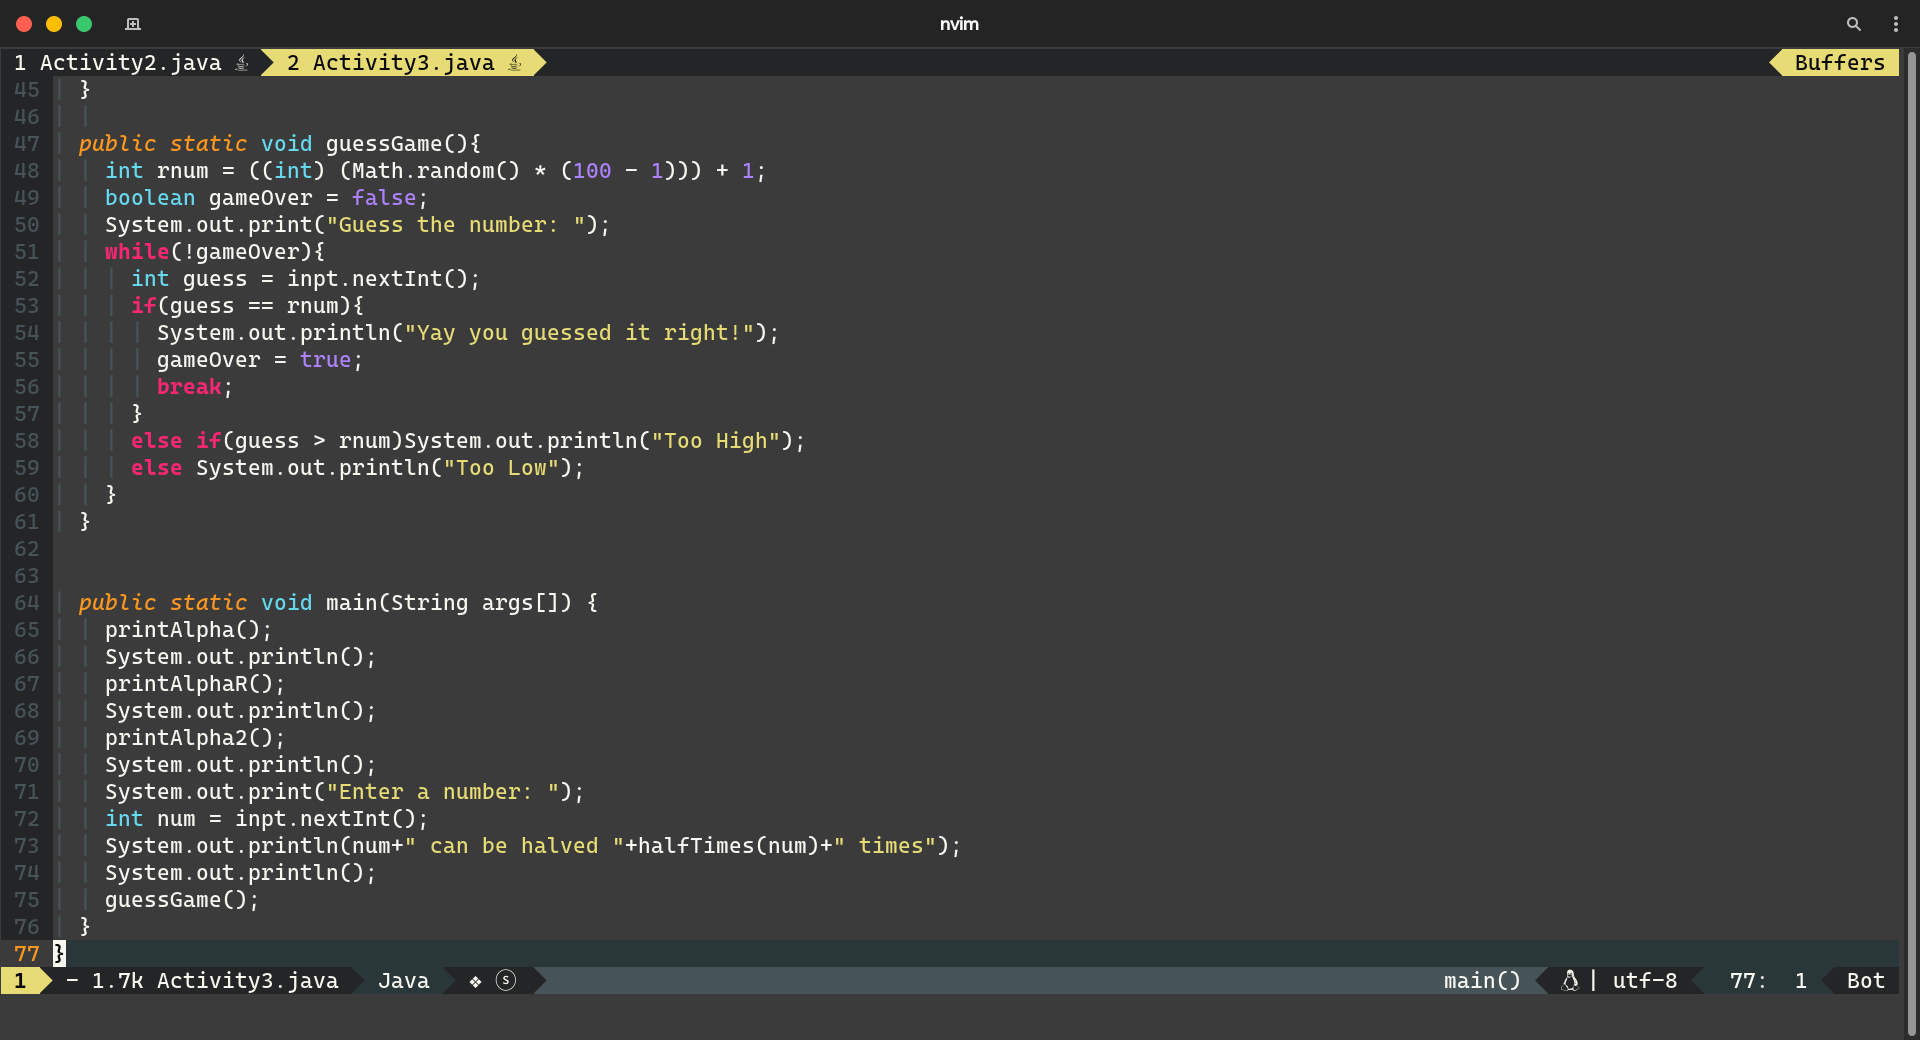 nvim
1 Activity2.java 2 Activity3.java Buffers
45 }
46
47 public static void guessGame(){
48 int rnum = ((int) (Math.random() * (100 - 1))) + 1;
49 boolean gameOver = false;
50 System.out.print("Guess the number: ");
51 while(!gameOver){
52 int guess = inpt.nextInt();
53 if(guess == rnum){
54 System.out.println("Yay you guessed it right!");
55 gameOver = true;
56 break;
57 }
58 else if(guess > rnum)System.out.println("Too High");
59 else System.out.println("Too Low");
60 }
61 }
62
63
64 public static void main(String args[]) {
65 printAlpha();
66 System.out.println();
67 printAlphaR();
68 System.out.println();
69 printAlpha2();
70 System.out.println();
71 System.out.print("Enter a number: ");
72 int num = inpt.nextInt();
73 System.out.println(num+" can be halved "+halfTimes(num)+" times");
74 System.out.println();
75 guessGame();
76 }
77 }
1 - 1.7k Activity3.java Java ❖ Ⓢ main() | utf-8 77: 1 Bot